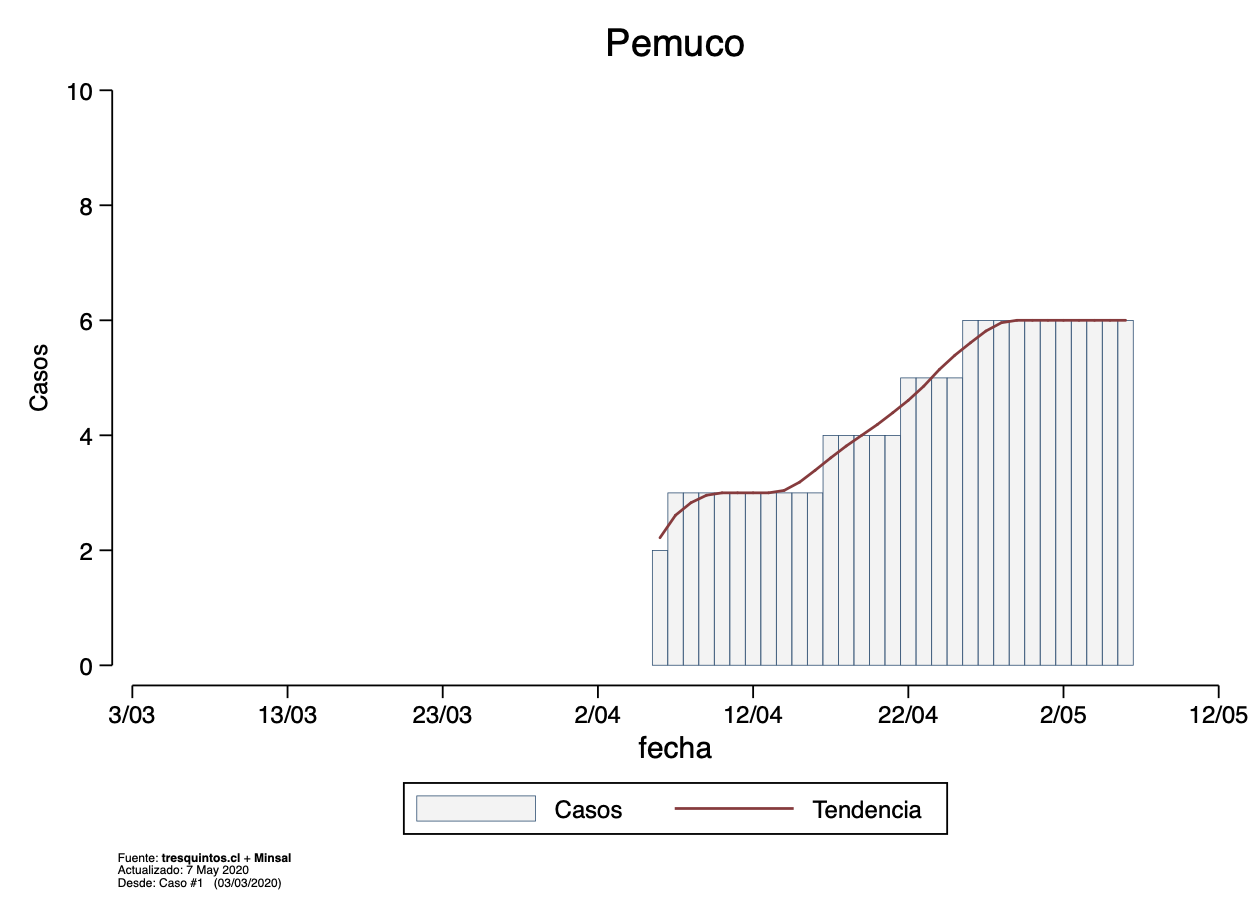 Pemuco
10
8
6
4
2
0
Casos
3/03 13/03 23/03 2/04 12/04 22/04 2/05 12/05
fecha
Casos Tendencia
Fuente: tresquintos.cl + Minsal
Actualizado: 7 May 2020
Desde: Caso #1 (03/03/2020)